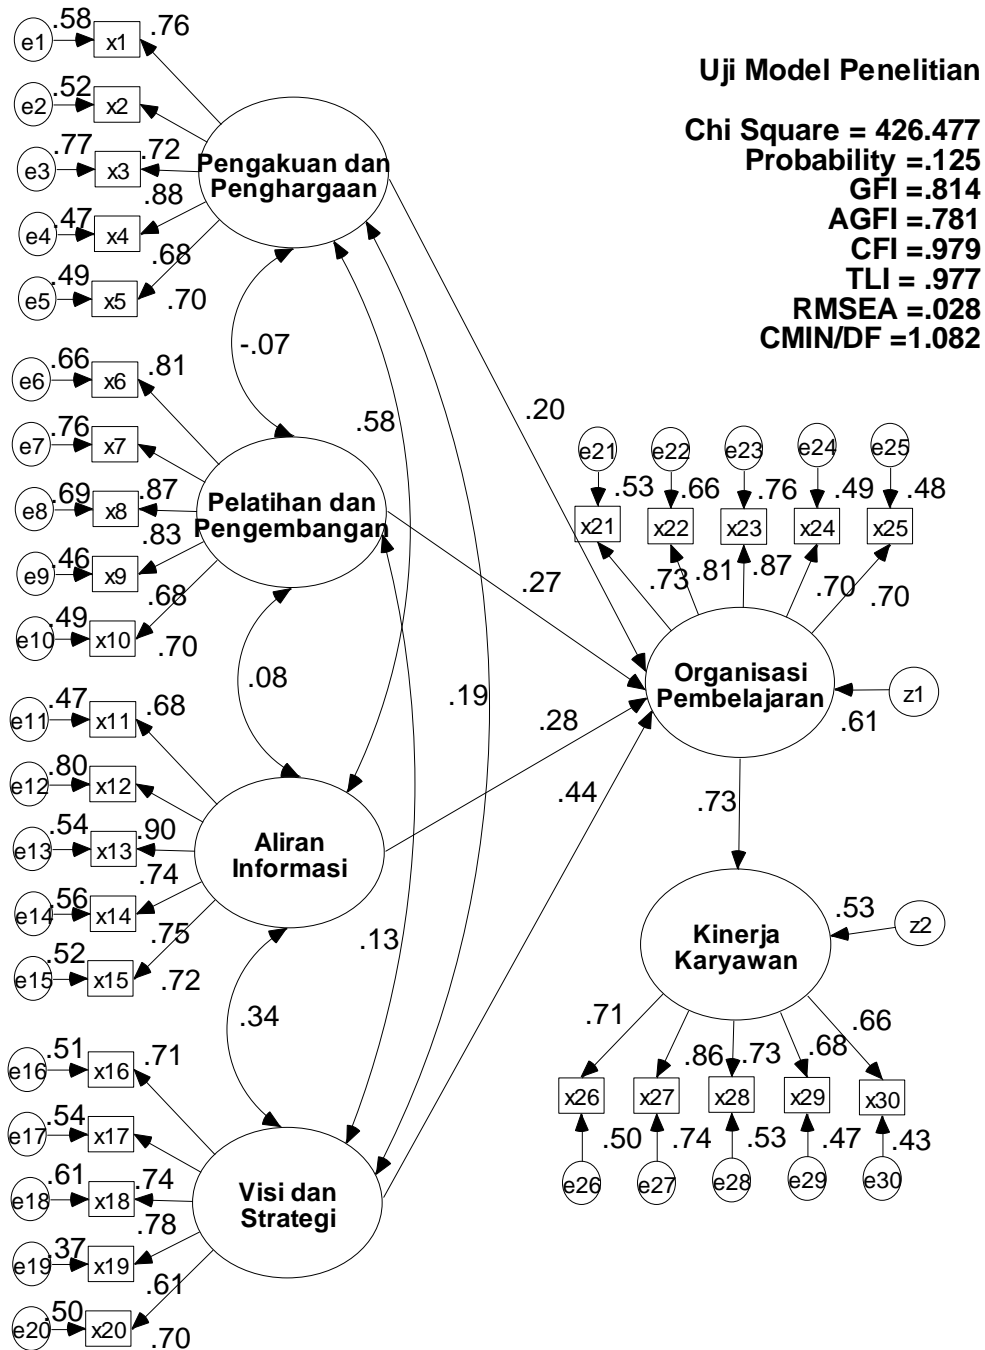 Uji Model Penelitian
Chi Square = 426.477
Probability =.125
GFI =.814
AGFI =.781
CFI =.979
TLI = .977
RMSEA =.028
CMIN/DF =1.082
e1 .58 x1 .76
e2 .52 x2
e3 .77 x3 .72
e4 .47 x4 .88
e5 .49 x5 .68
.70
Pengakuan dan
Penghargaan
-.07
e6 .66 x6 .81
e7 .76 x7
e8 .69 x8 .87
e9 .46 x9 .83
e10 .49 x10 .68
.70
Pelatihan dan
Pengembangan
.08
e11 .47 x11 .68
e12 .80 x12
e13 .54 x13 .90
e14 .56 x14 .74
e15 .52 x15 .75
.72
Aliran
Informasi
.34
e16 .51 x16 .71
e17 .54 x17
e18 .61 x18 .74
e19 .37 x19 .78
e20 .50 x20 .61
.70
Visi dan
Strategi
.58
.19
.13
.20
.27
.28
.44
e21 e22 e23 e24 e25
.53 .66 .76 .49 .48
x21 x22 x23 x24 x25
.73 .81 .87 .70 .70
Organisasi
Pembelajaran
z1
.61
.73
Kinerja
Karyawan
.53
z2
.71 .86 .73 .68 .66
x26 x27 x28 x29 x30
.50 .74 .53 .47 .43
e26 e27 e28 e29 e30